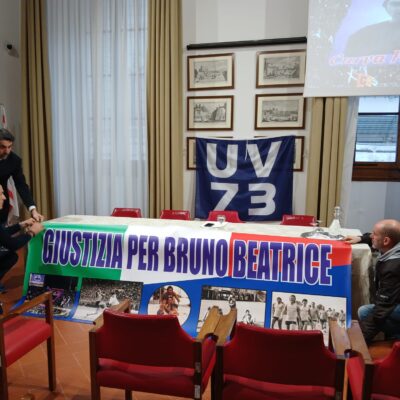 UV
73
GIUSTIZIA PER BRUNO BEATRICE